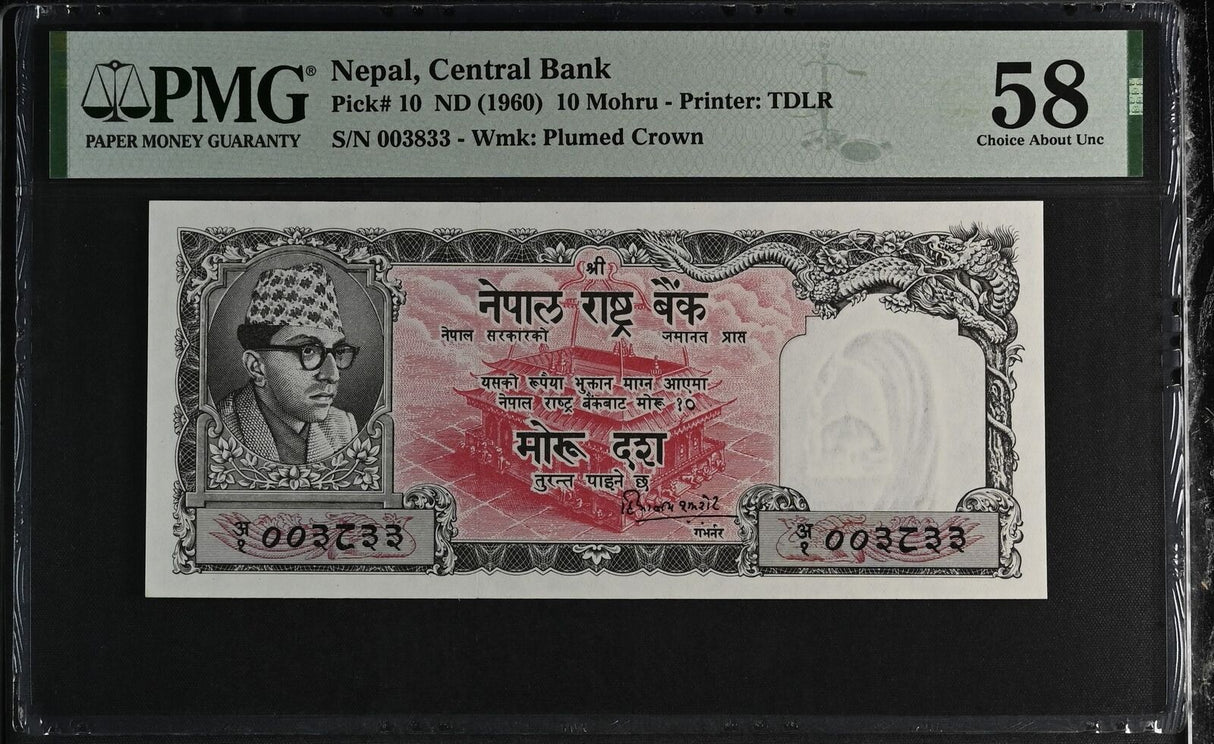 PMG® PAPER MONEY GUARANTY
Nepal, Central Bank
Pick# 10 ND (1960) 10 Mohru - Printer: TDLR
S/N 003833 - Wmk: Plumed Crown
58
Choice About Unc
श्री
नेपाल राष्ट्र बैंक
नेपाल सरकारको जमानत प्राप्त
यसको रूपैया भुक्तान माग्न आएमा
नेपाल राष्ट्र बैंकबाट मोरू १०
मोरू दश
तुरन्त पाइने छ
गभर्नर
अ/१ ००३८३३
अ/१ ००३८३३